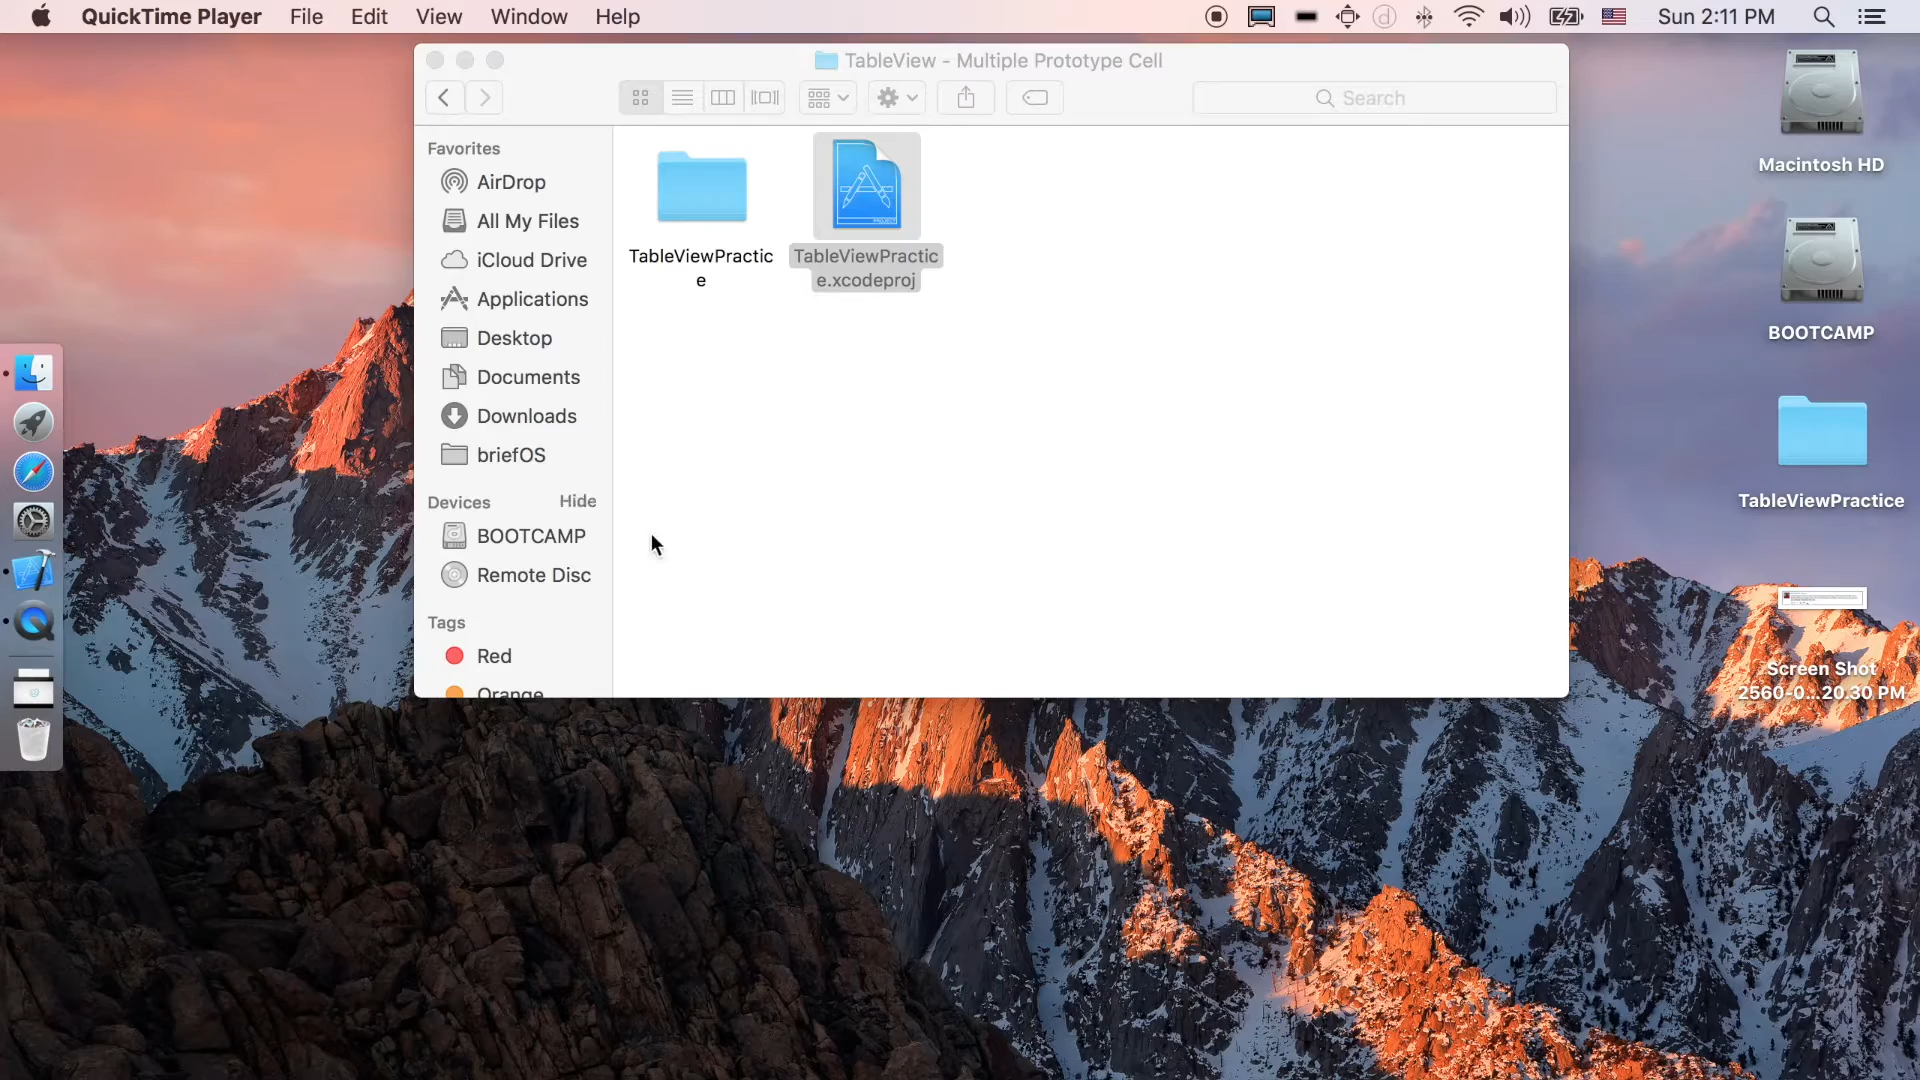 QuickTime Player File Edit View Window Help
Sun 2:11 PM
TableView - Multiple Prototype Cell
Search
Favorites
AirDrop
All My Files
iCloud Drive
Applications
Desktop
Documents
Downloads
briefOS
Devices Hide
BOOTCAMP
Remote Disc
Tags
Red
Orange
TableViewPractic
e
PROJECT
TableViewPractic
e.xcodeproj
Macintosh HD
BOOTCAMP
TableViewPractice
Screen Shot
2560-0...20.30 PM